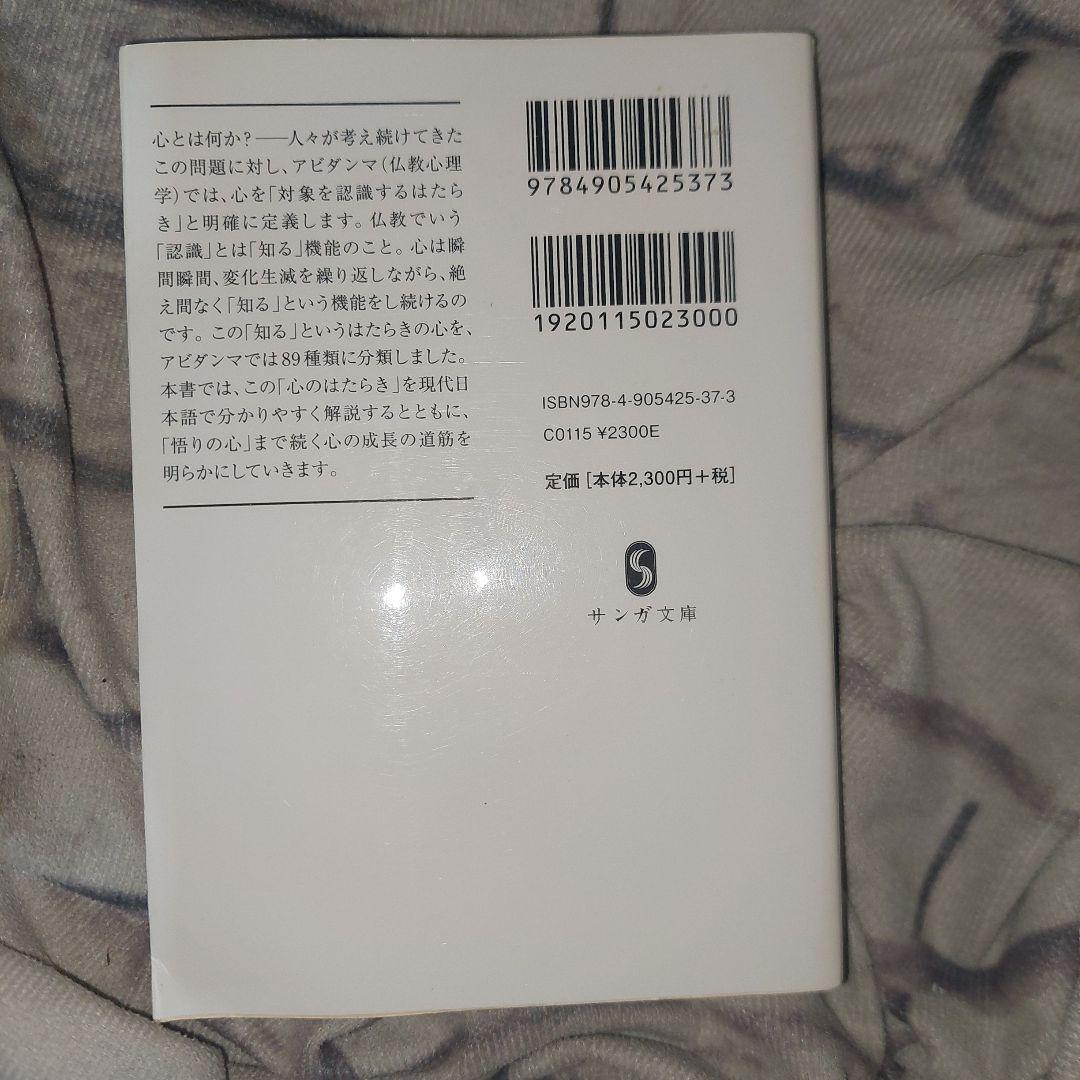 心とは何か？──人々が考え続けてきた
この問題に対し、アビダンマ（仏教心理
学）では、心を「対象を認識するはたら
き」と明確に定義します。仏教でいう
「認識」とは「知る」機能のこと。心は瞬
間瞬間、変化生滅を繰り返しながら、絶
え間なく「知る」という機能をし続けるの
です。この「知る」というはたらきの心を、
アビダンマでは89種類に分類しました。
本書では、この「心のはたらき」を現代日
本語で分かりやすく解説するとともに、
「悟りの心」まで続く心の成長の道筋を
明らかにしていきます。
9784905425373
1920115023000
ISBN978-4-905425-37-3
C0115 ¥2300E
定価［本体2,300円＋税］
サンガ文庫